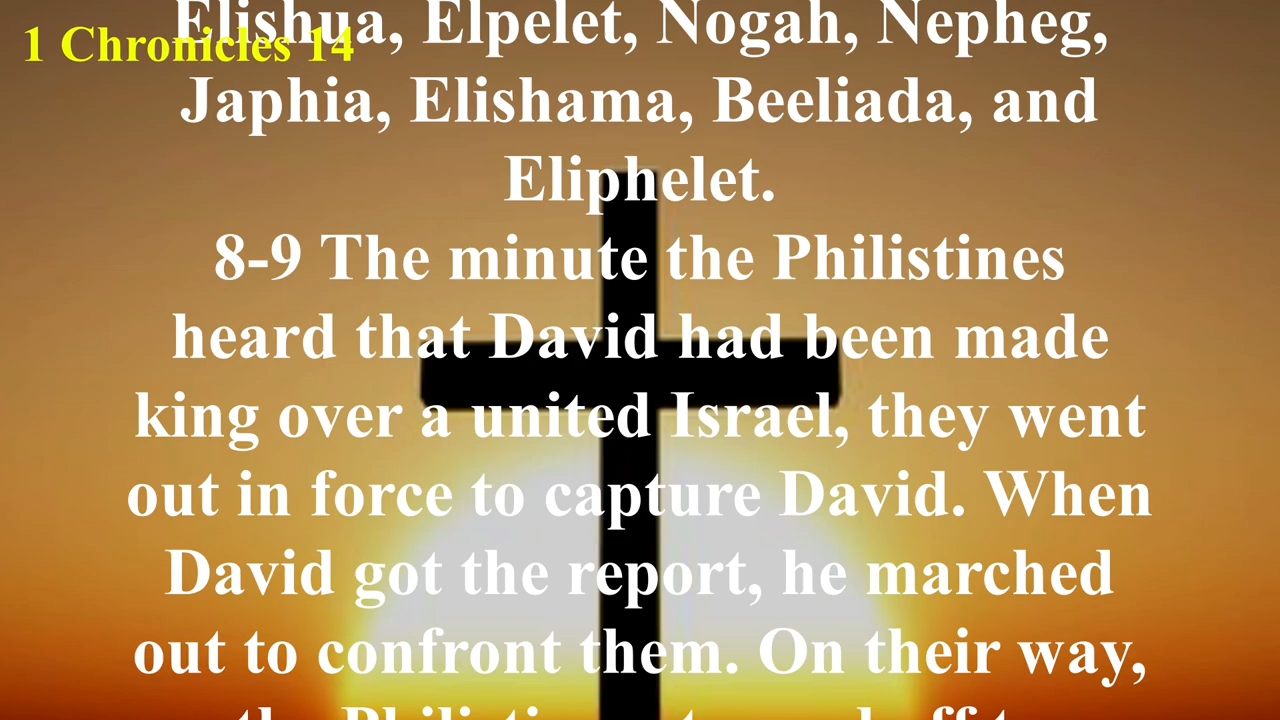 1 Chronicles 14
Elishua, Elpelet, Nogah, Nepheg,
Japhia, Elishama, Beeliada, and
Eliphelet.
8-9 The minute the Philistines
heard that David had been made
king over a united Israel, they went
out in force to capture David. When
David got the report, he marched
out to confront them. On their way,